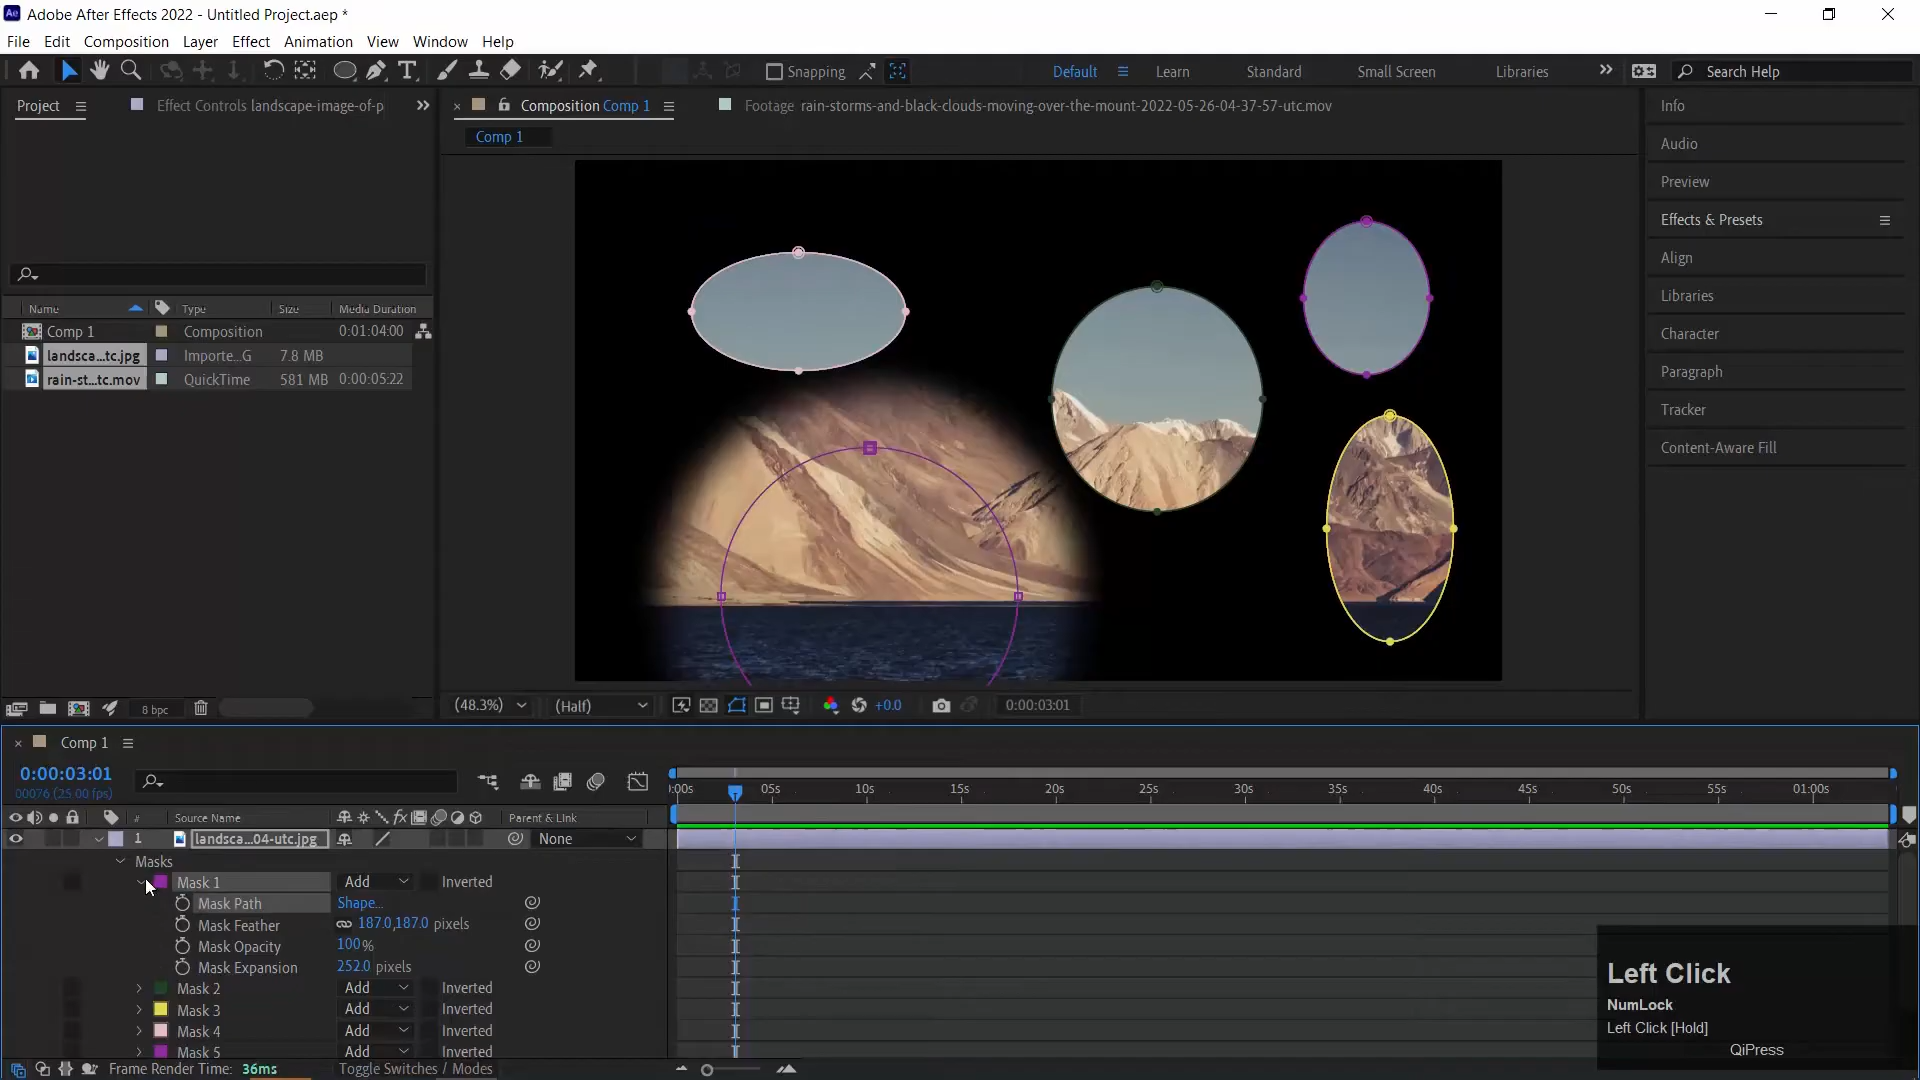 Adobe After Effects 2022 - Untitled Project.aep *
File Edit Composition Layer Effect Animation View Window Help
Snapping
Default Learn Standard Small Screen Libraries
Search Help
Project Effect Controls landscape-image-of-p
Composition Comp 1 Footage rain-storms-and-black-clouds-moving-over-the-mount-2022-05-26-04-37-57-utc.mov
Comp 1
Info
Audio
Preview
Effects & Presets
Align
Libraries
Character
Paragraph
Tracker
Content-Aware Fill
Name Type Size Media Duration
Comp 1 Composition 0:01:04:00
landsca...tc.jpg Importe...G 7.8 MB
rain-st...tc.mov QuickTime 581 MB 0:00:05:22
8 bpc
(48.3%) (Half) +0.0 0:00:03:01
Comp 1
0:00:03:01
00076 (25.00 fps)
:00s 05s 10s 15s 20s 25s 30s 35s 40s 45s 50s 55s 01:00s
# Source Name Parent & Link
1 landsca...04-utc.jpg None
Masks
Mask 1 Add Inverted
Mask Path Shape...
Mask Feather 187.0,187.0 pixels
Mask Opacity 100%
Mask Expansion 252.0 pixels
Mask 2 Add Inverted
Mask 3 Add Inverted
Mask 4 Add Inverted
Mask 5 Add Inverted
Frame Render Time: 36ms Toggle Switches / Modes
Left Click
NumLock
Left Click [Hold]
QiPress